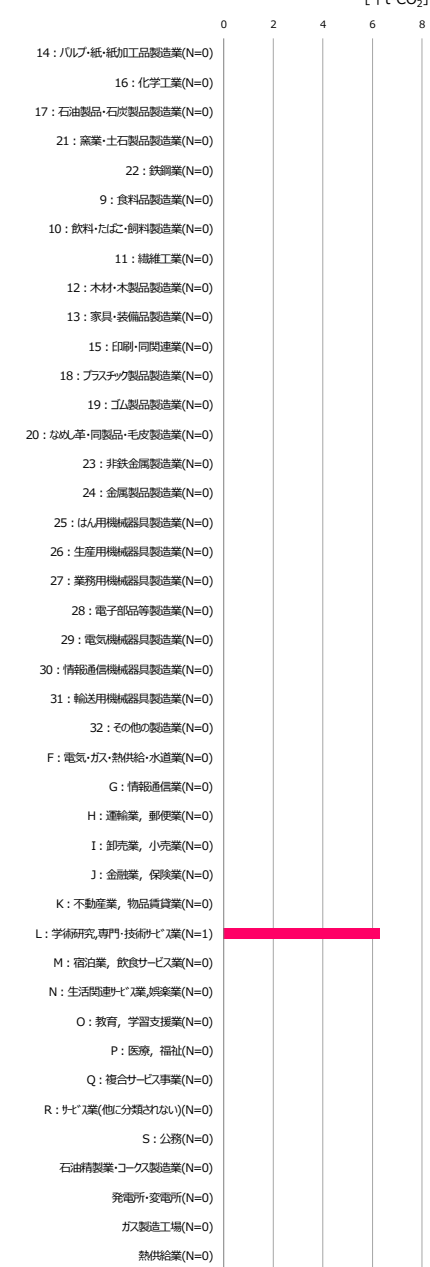 [千t-CO₂]
0 2 4 6 8
14：パルプ・紙・紙加工品製造業(N=0)
16：化学工業(N=0)
17：石油製品・石炭製品製造業(N=0)
21：窯業・土石製品製造業(N=0)
22：鉄鋼業(N=0)
9：食料品製造業(N=0)
10：飲料・たばこ・飼料製造業(N=0)
11：繊維工業(N=0)
12：木材・木製品製造業(N=0)
13：家具・装備品製造業(N=0)
15：印刷・同関連業(N=0)
18：プラスチック製品製造業(N=0)
19：ゴム製品製造業(N=0)
20：なめし革・同製品・毛皮製造業(N=0)
23：非鉄金属製造業(N=0)
24：金属製品製造業(N=0)
25：はん用機械器具製造業(N=0)
26：生産用機械器具製造業(N=0)
27：業務用機械器具製造業(N=0)
28：電子部品等製造業(N=0)
29：電気機械器具製造業(N=0)
30：情報通信機械器具製造業(N=0)
31：輸送用機械器具製造業(N=0)
32：その他の製造業(N=0)
F：電気・ガス・熱供給・水道業(N=0)
G：情報通信業(N=0)
H：運輸業，郵便業(N=0)
I：卸売業，小売業(N=0)
J：金融業，保険業(N=0)
K：不動産業，物品賃貸業(N=0)
L：学術研究,専門・技術ｻｰﾋﾞｽ業(N=1)
M：宿泊業，飲食サービス業(N=0)
N：生活関連ｻｰﾋﾞｽ業,娯楽業(N=0)
O：教育，学習支援業(N=0)
P：医療，福祉(N=0)
Q：複合サービス事業(N=0)
R：ｻｰﾋﾞｽ業(他に分類されない)(N=0)
S：公務(N=0)
石油精製業・コークス製造業(N=0)
発電所・変電所(N=0)
ガス製造工場(N=0)
熱供給業(N=0)